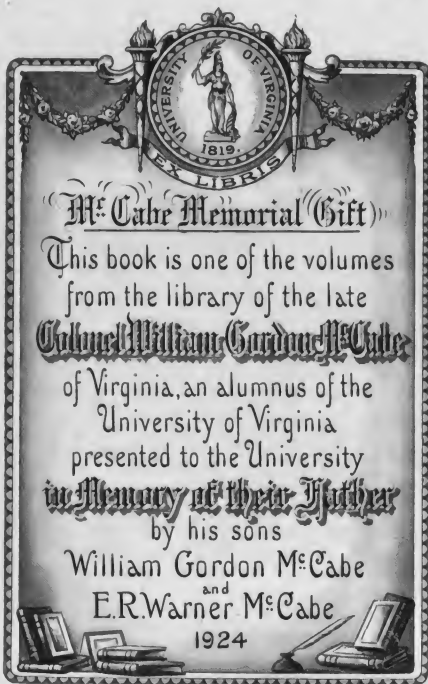 UNIVERSITY OF VIRGINIA
1819.
EX LIBRIS
Mc. Cabe Memorial Gift
This book is one of the volumes
from the library of the late
Colonel William Gordon McCabe
of Virginia, an alumnus of the
University of Virginia
presented to the University
in Memory of their Father
by his sons
William Gordon McCabe
and
E.R. Warner McCabe
1924